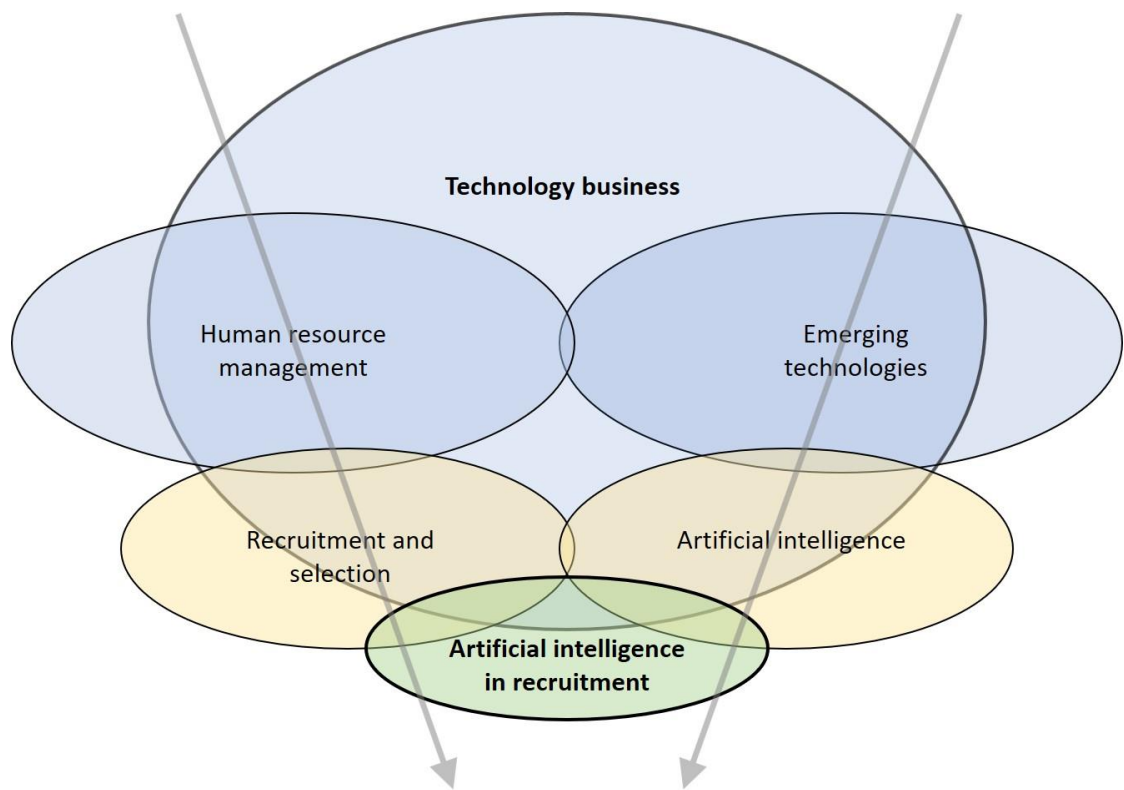 Technology business
Human resource
management
Emerging
technologies
Recruitment and
selection
Artificial intelligence
Artificial intelligence
in recruitment